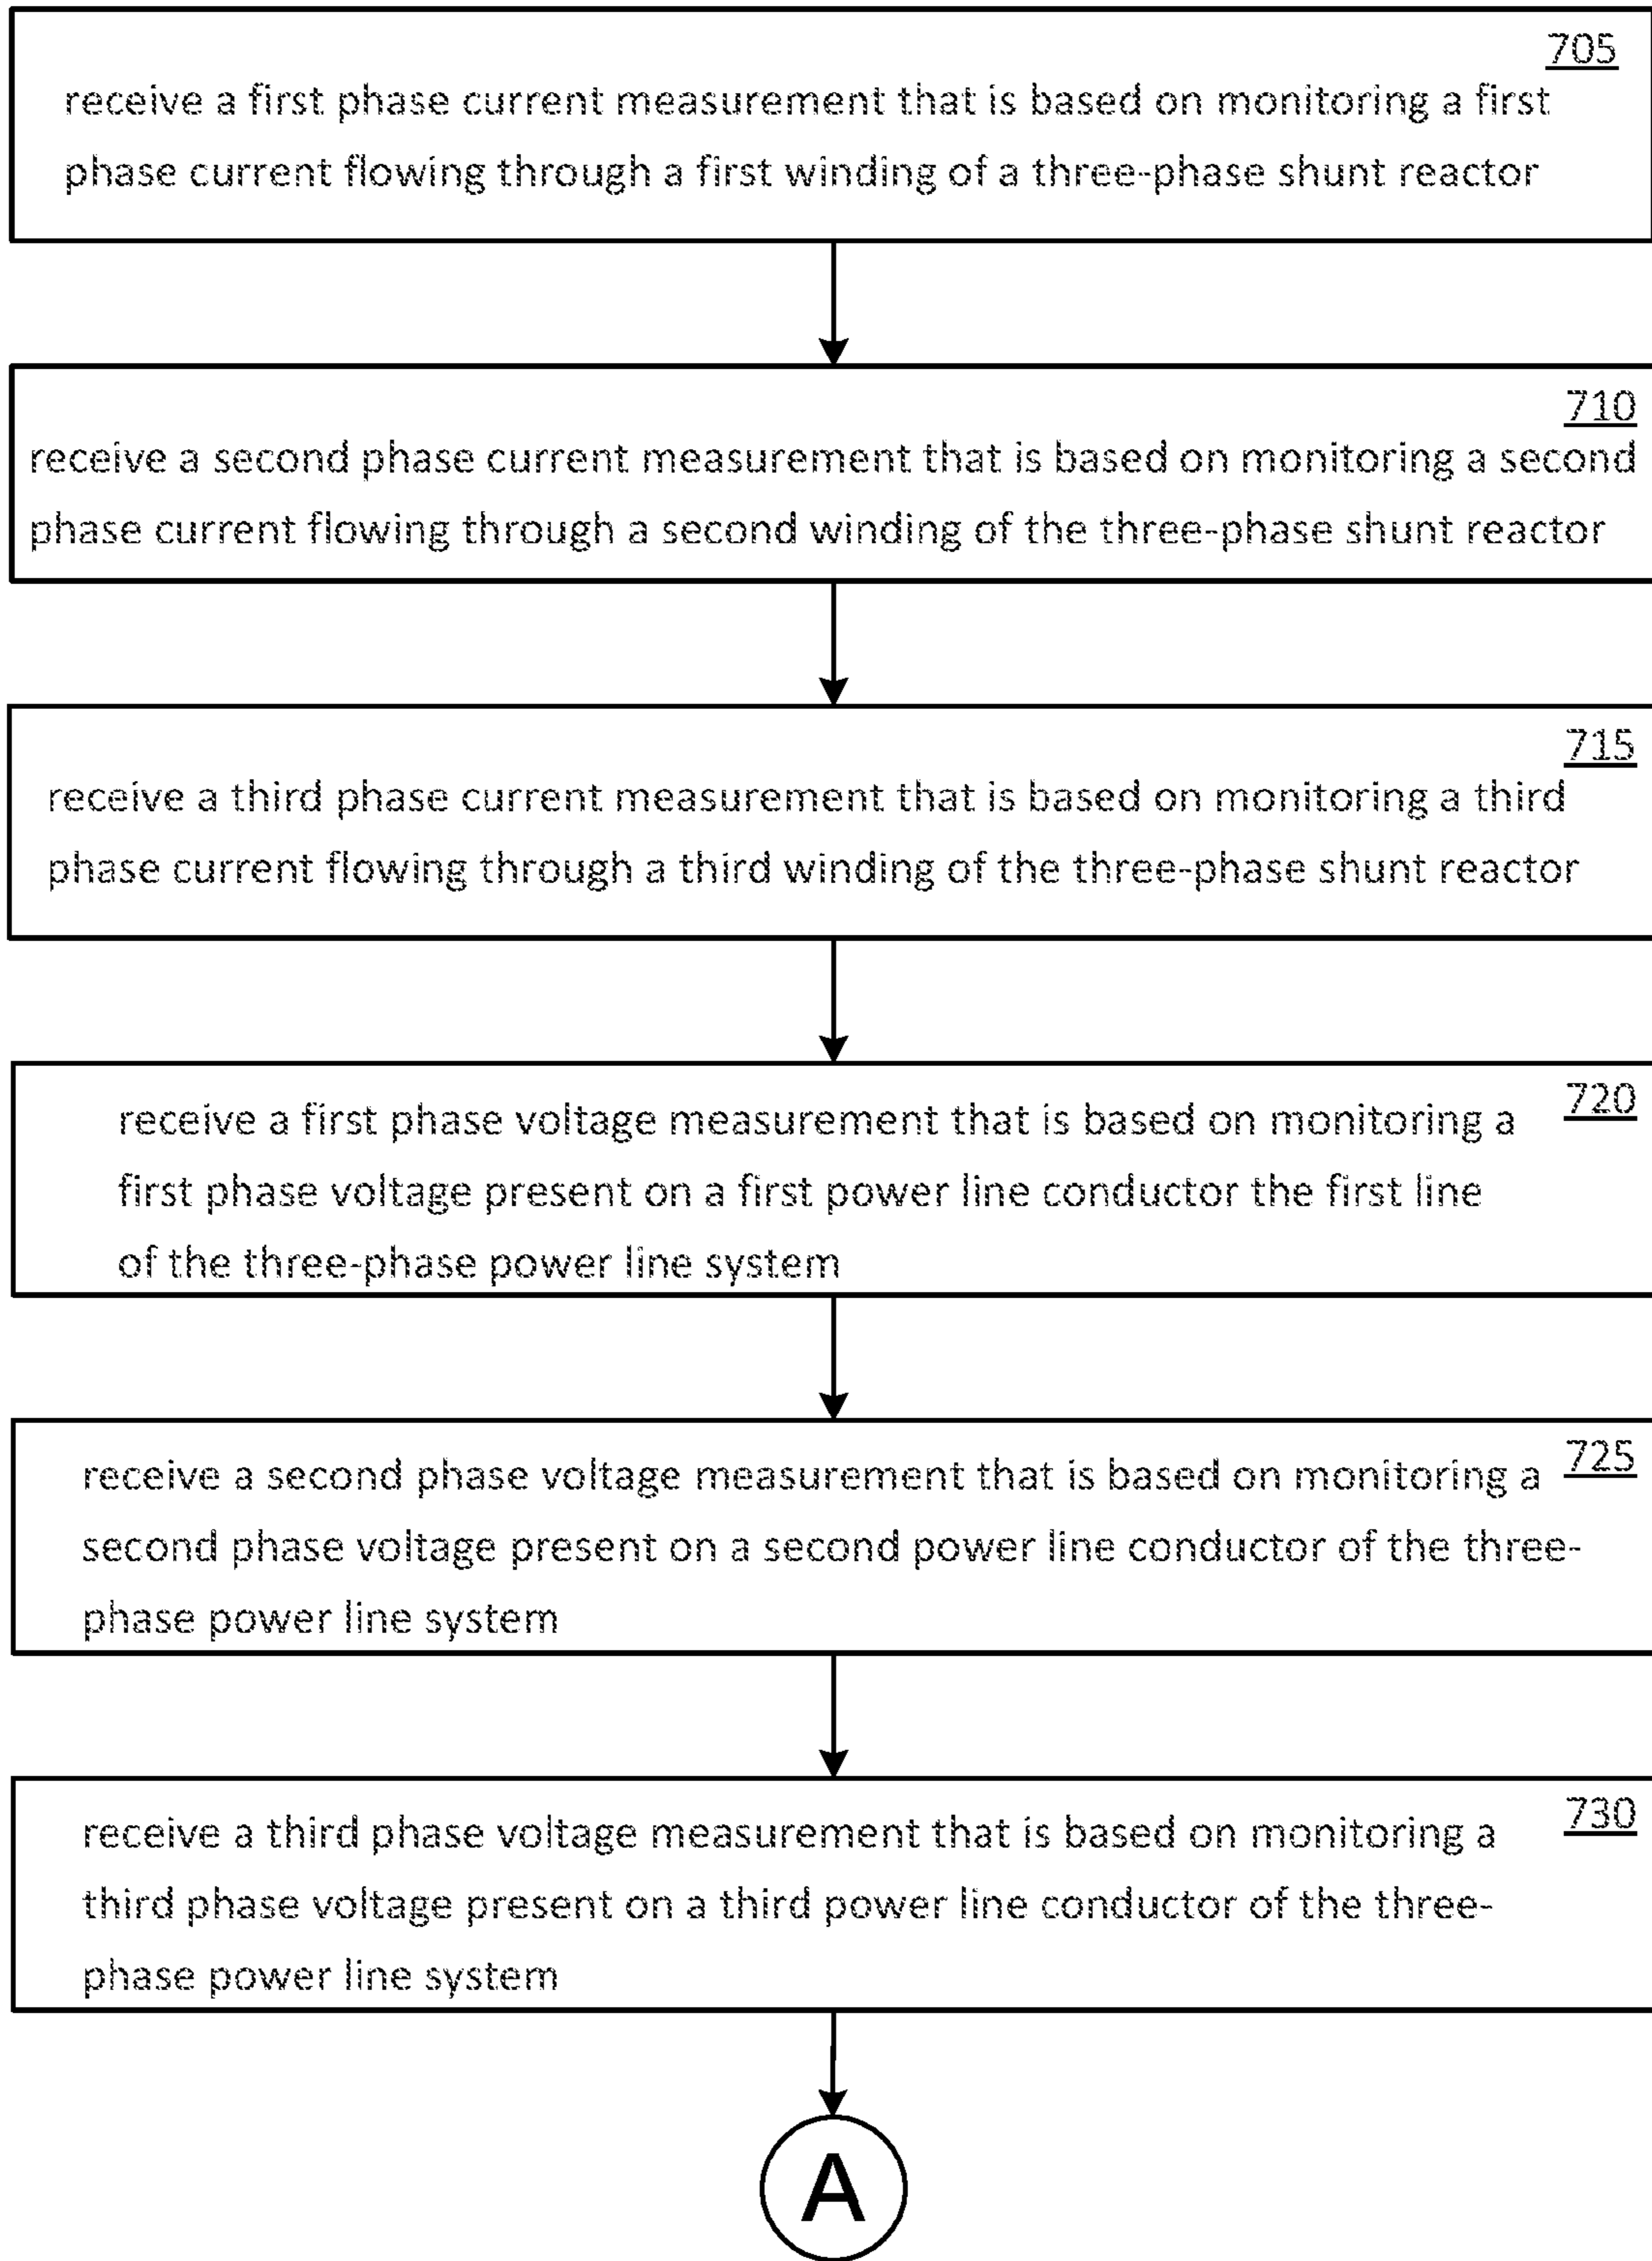 705
receive a first phase current measurement that is based on monitoring a first
phase current flowing through a first winding of a three-phase shunt reactor
710
receive a second phase current measurement that is based on monitoring a second
phase current flowing through a second winding of the three-phase shunt reactor
715
receive a third phase current measurement that is based on monitoring a third
phase current flowing through a third winding of the three-phase shunt reactor
720
receive a first phase voltage measurement that is based on monitoring a
first phase voltage present on a first power line conductor the first line
of the three-phase power line system
725
receive a second phase voltage measurement that is based on monitoring a
second phase voltage present on a second power line conductor of the three-
phase power line system
730
receive a third phase voltage measurement that is based on monitoring a
third phase voltage present on a third power line conductor of the three-
phase power line system
A